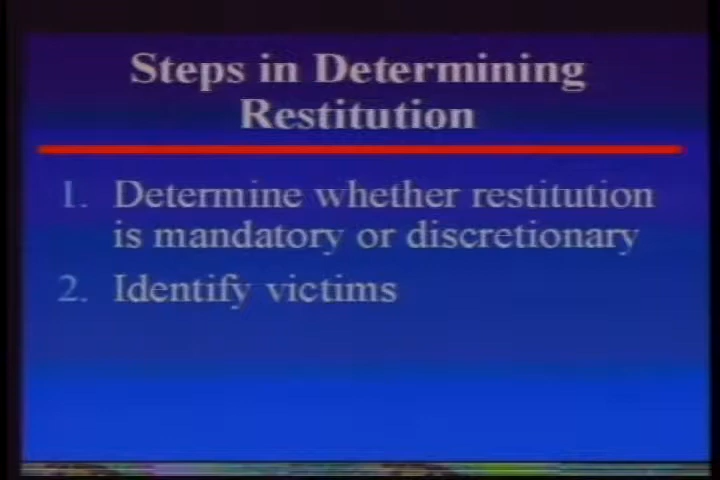 Steps in Determining
Restitution
1. Determine whether restitution
is mandatory or discretionary
2. Identify victims